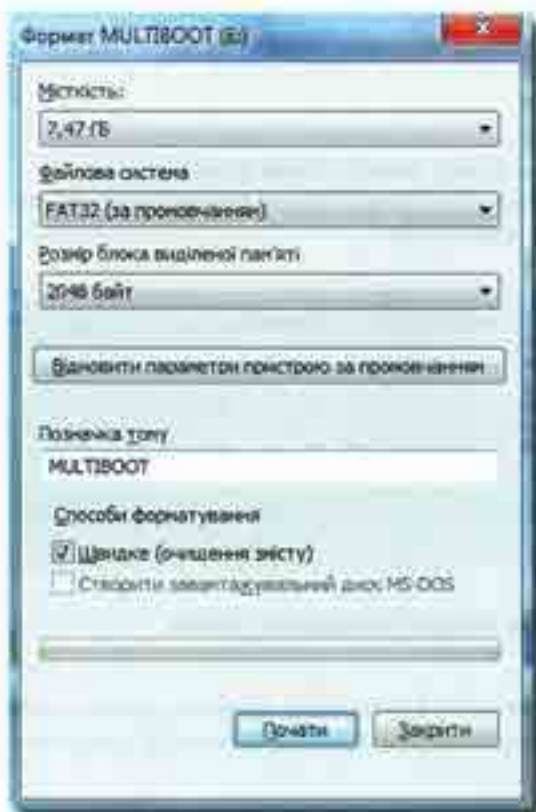 Формат MULTIBOOT (E:)
Місткість:
7,47 ГБ
Файлова система
FAT32 (за промовчанням)
Розмір блока виділеної пам'яті
2048 байт
Відновити параметри пристрою за промовчанням
Позначка тому
MULTIBOOT
Способи форматування
Швидке (очищення змісту)
Створити завантажувальний диск MS-DOS
Почати
Закрити